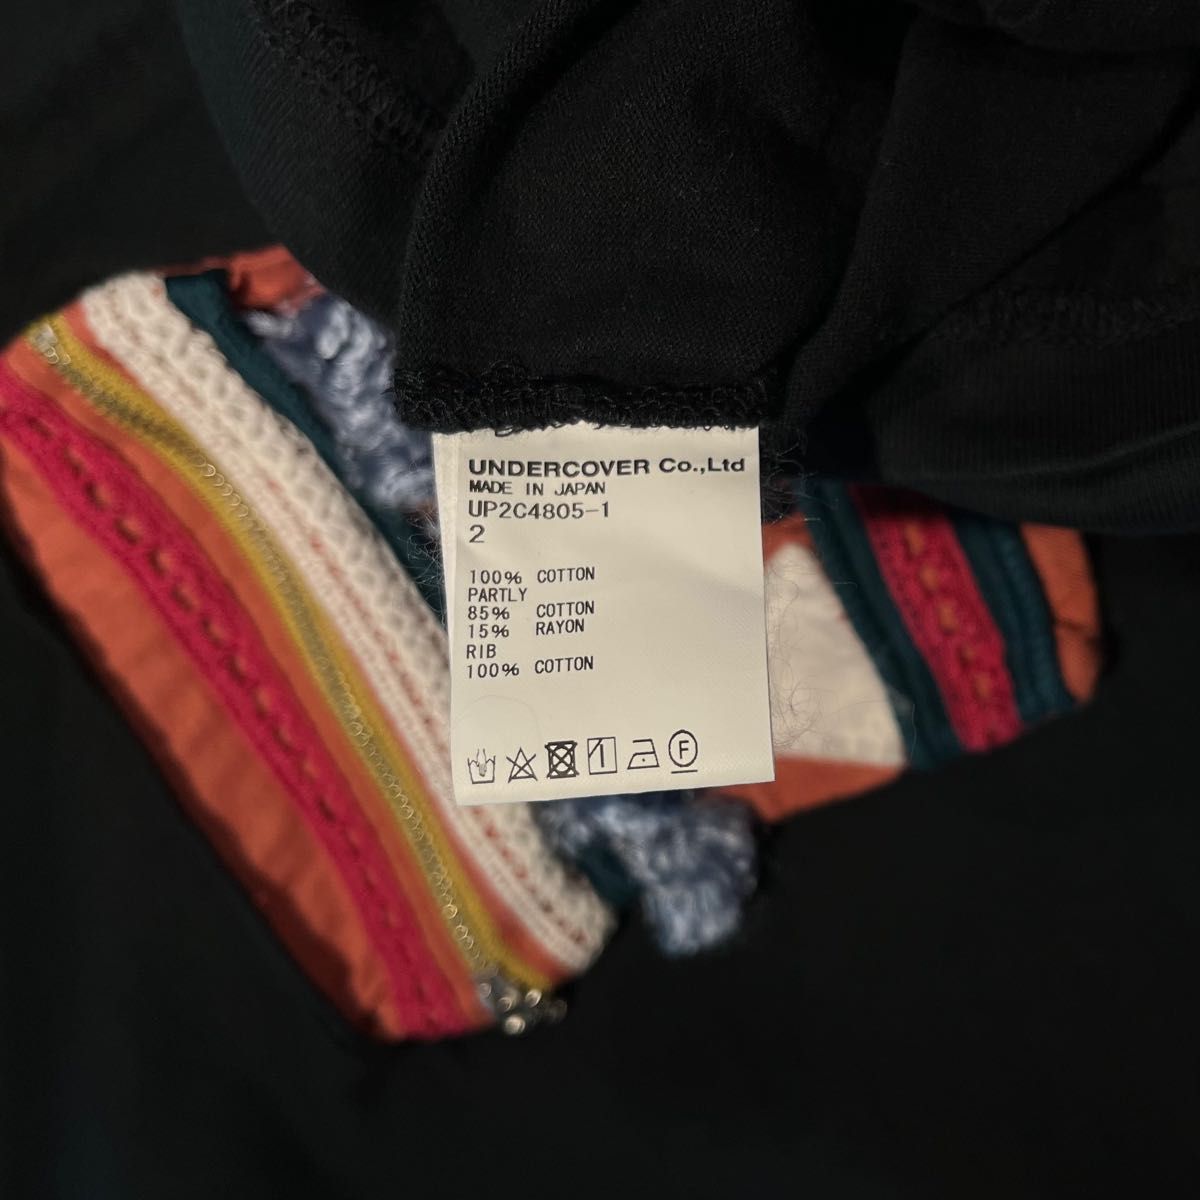 UNDERCOVER Co.,Ltd
MADE IN JAPAN
UP2C4805-1
2
100% COTTON
PARTLY
85% COTTON
15% RAYON
RIB
100% COTTON
1 F